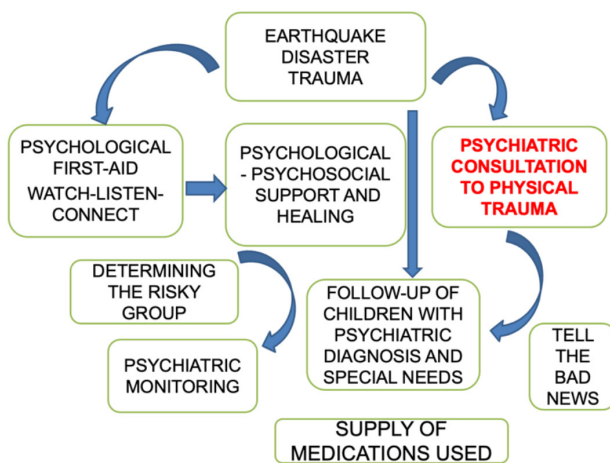 EARTHQUAKE
DISASTER
TRAUMA
PSYCHOLOGICAL
FIRST-AID
WATCH-LISTEN-
CONNECT
PSYCHOLOGICAL
- PSYCHOSOCIAL
SUPPORT AND
HEALING
PSYCHIATRIC
CONSULTATION
TO PHYSICAL
TRAUMA
DETERMINING
THE RISKY
GROUP
PSYCHIATRIC
MONITORING
FOLLOW-UP OF
CHILDREN WITH
PSYCHIATRIC
DIAGNOSIS AND
SPECIAL NEEDS
TELL
THE
BAD
NEWS
SUPPLY OF
MEDICATIONS USED